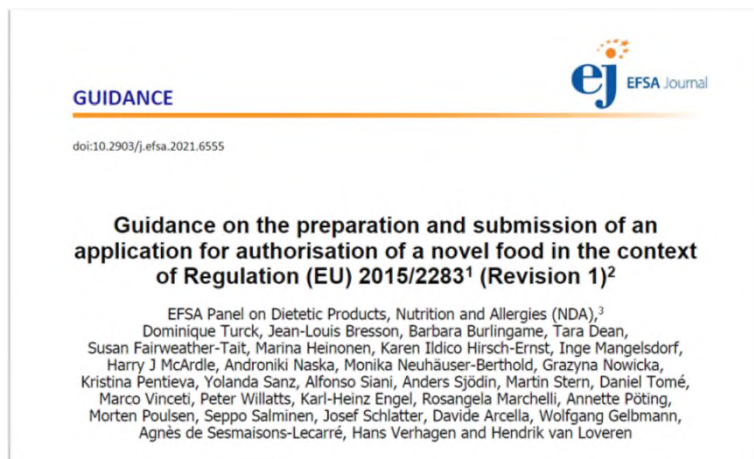 ej EFSA Journal
GUIDANCE
doi:10.2903/j.efsa.2021.6555
Guidance on the preparation and submission of an
application for authorisation of a novel food in the context
of Regulation (EU) 2015/2283¹ (Revision 1)²
EFSA Panel on Dietetic Products, Nutrition and Allergies (NDA),³
Dominique Turck, Jean-Louis Bresson, Barbara Burlingame, Tara Dean,
Susan Fairweather-Tait, Marina Heinonen, Karen Ildico Hirsch-Ernst, Inge Mangelsdorf,
Harry J McArdle, Androniki Naska, Monika Neuhäuser-Berthold, Grazyna Nowicka,
Kristina Pentieva, Yolanda Sanz, Alfonso Siani, Anders Sjödin, Martin Stern, Daniel Tomé,
Marco Vinceti, Peter Willatts, Karl-Heinz Engel, Rosangela Marchelli, Annette Pöting,
Morten Poulsen, Seppo Salminen, Josef Schlatter, Davide Arcella, Wolfgang Gelbmann,
Agnès de Sesmaisons-Lecarré, Hans Verhagen and Hendrik van Loveren